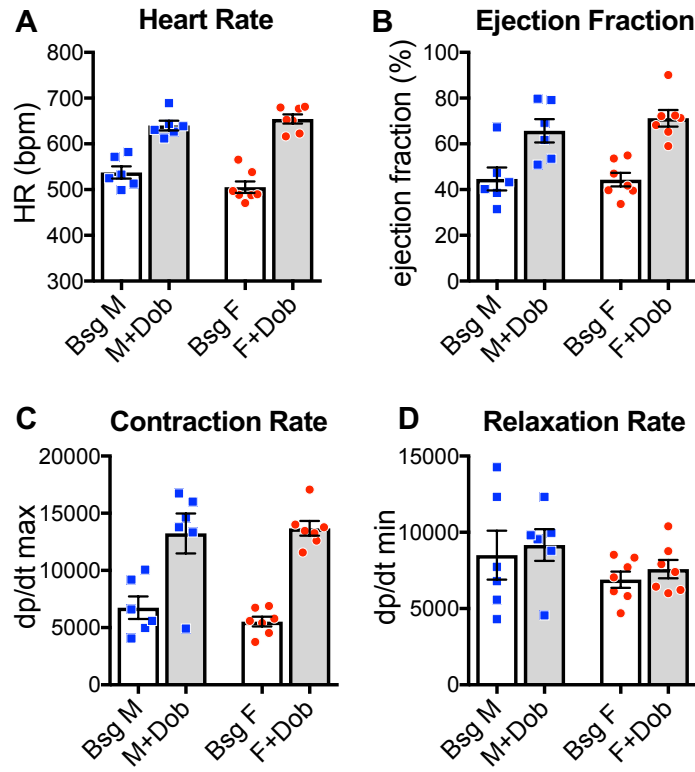 A Heart Rate
HR (bpm)
800
700
600
500
400
300
Bsg M
M+Dob
Bsg F
F+Dob
B Ejection Fraction
ejection fraction (%)
100
80
60
40
20
0
Bsg M
M+Dob
Bsg F
F+Dob
C Contraction Rate
dp/dt max
20000
15000
10000
5000
0
Bsg M
M+Dob
Bsg F
F+Dob
D Relaxation Rate
dp/dt min
15000
10000
5000
0
Bsg M
M+Dob
Bsg F
F+Dob